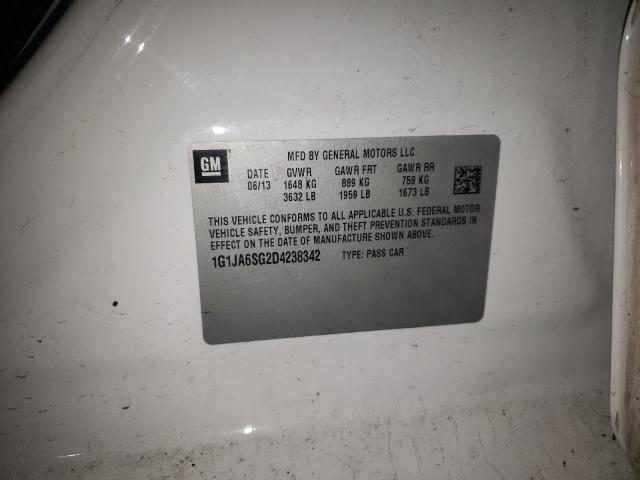 GM
MFD BY GENERAL MOTORS LLC
DATE GVWR GAWR FRT GAWR RR
06/13 1648 KG 889 KG 759 KG
3632 LB 1959 LB 1673 LB
THIS VEHICLE CONFORMS TO ALL APPLICABLE U.S. FEDERAL MOTOR
VEHICLE SAFETY, BUMPER, AND THEFT PREVENTION STANDARDS IN
EFFECT ON THE DATE OF MANUFACTURE SHOWN ABOVE.
1G1JA6SG2D4238342 TYPE: PASS CAR